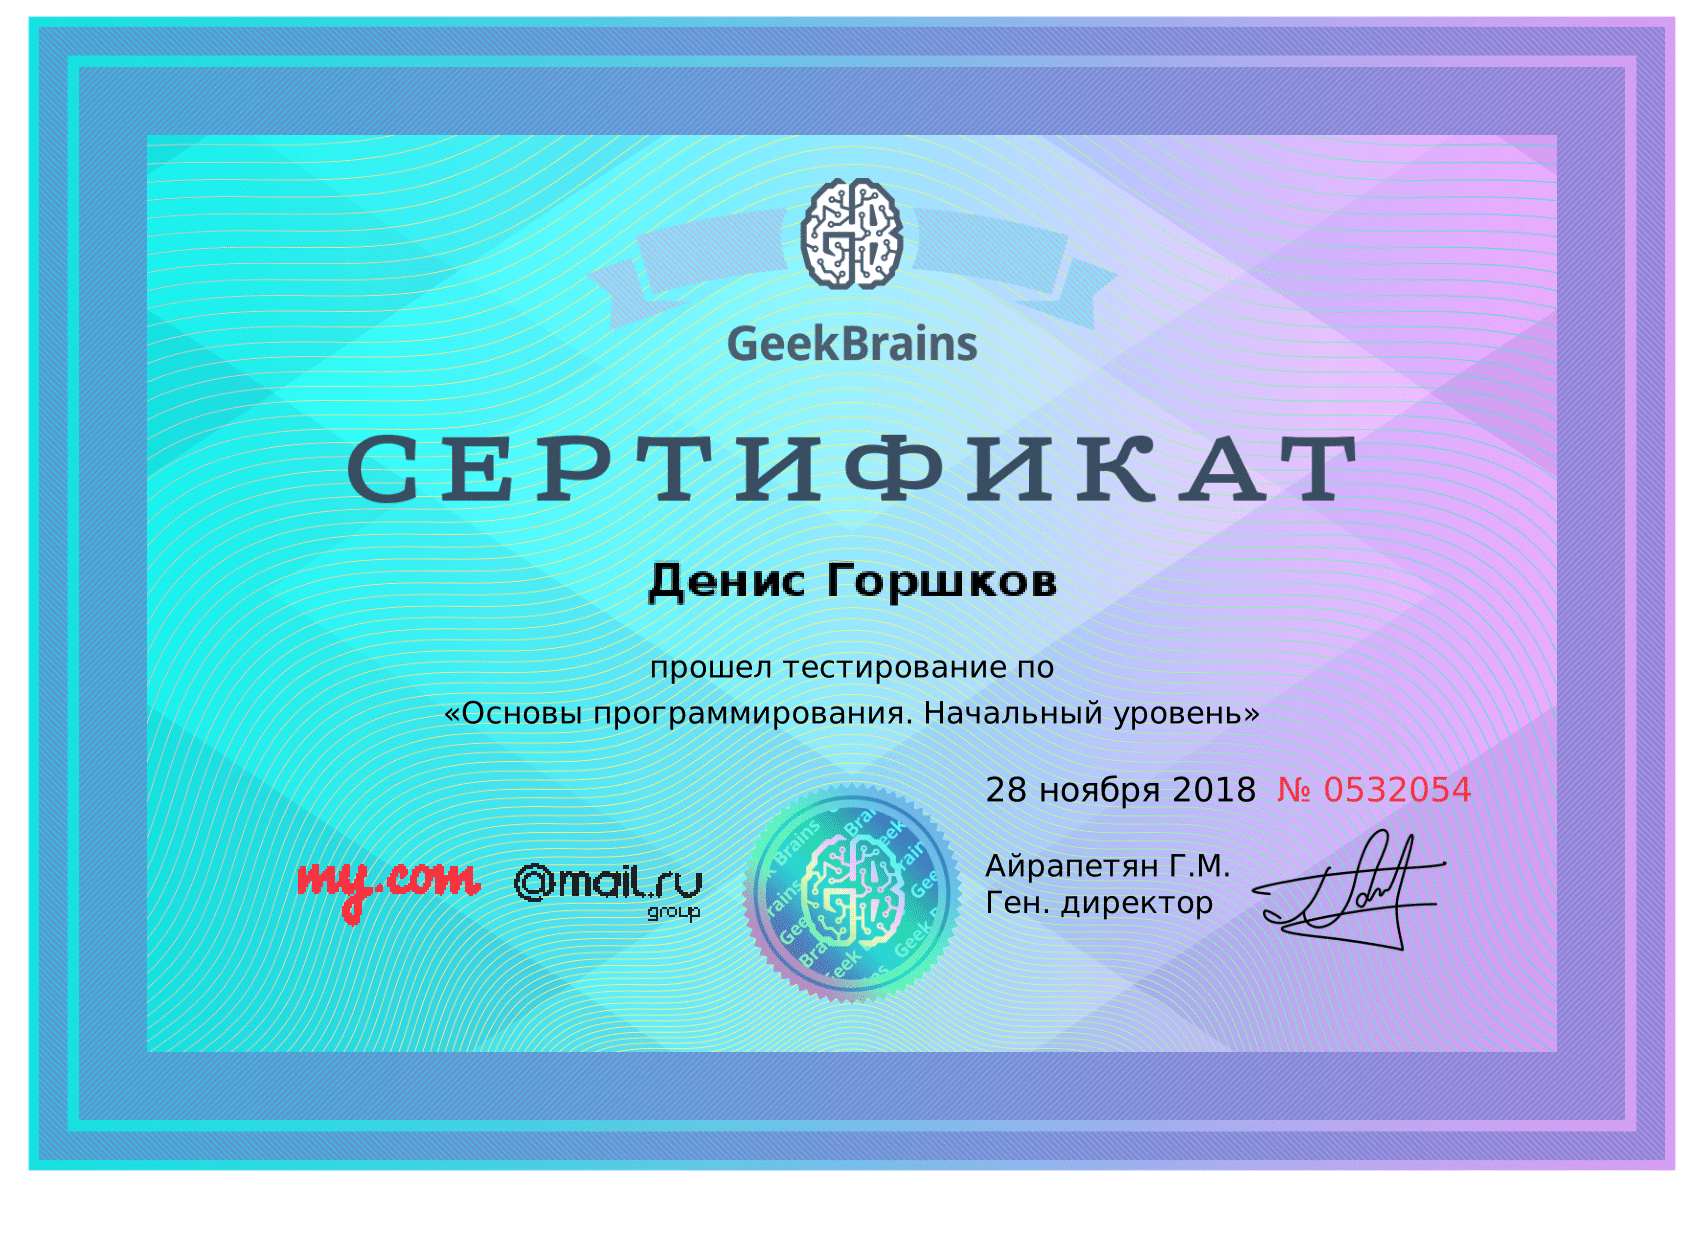 GeekBrains
СЕРТИФИКАТ
Денис Горшков
прошел тестирование по
«Основы программирования. Начальный уровень»
28 ноября 2018 № 0532054
my.com @mail.ru
group
Айрапетян Г.М.
Ген. директор